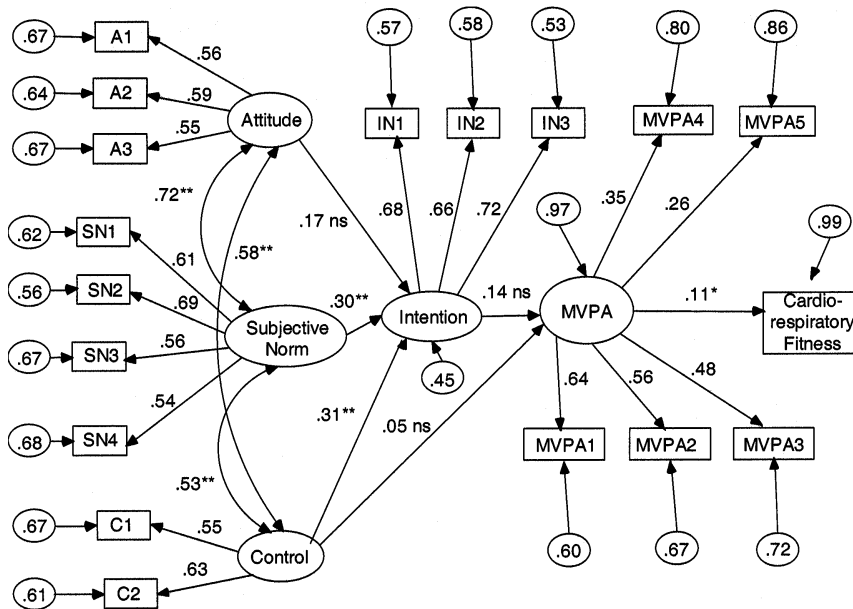 .67 A1 .56
.64 A2 .59
.67 A3 .55
Attitude
.57 .58 .53 .80 .86
IN1 IN2 IN3 MVPA4 MVPA5
.72** .17 ns .68 .66 .72 .97 .35 .26 .99
.62 SN1 .61 .58**
.56 SN2 .69 .30**
.67 SN3 .56
.68 SN4 .54
Subjective
Norm
Intention .14 ns MVPA .11* Cardio-
respiratory
Fitness
.45
.31** .05 ns .64 .56 .48
.53**
MVPA1 MVPA2 MVPA3
.67 C1 .55
Control
.61 C2 .63
.60 .67 .72